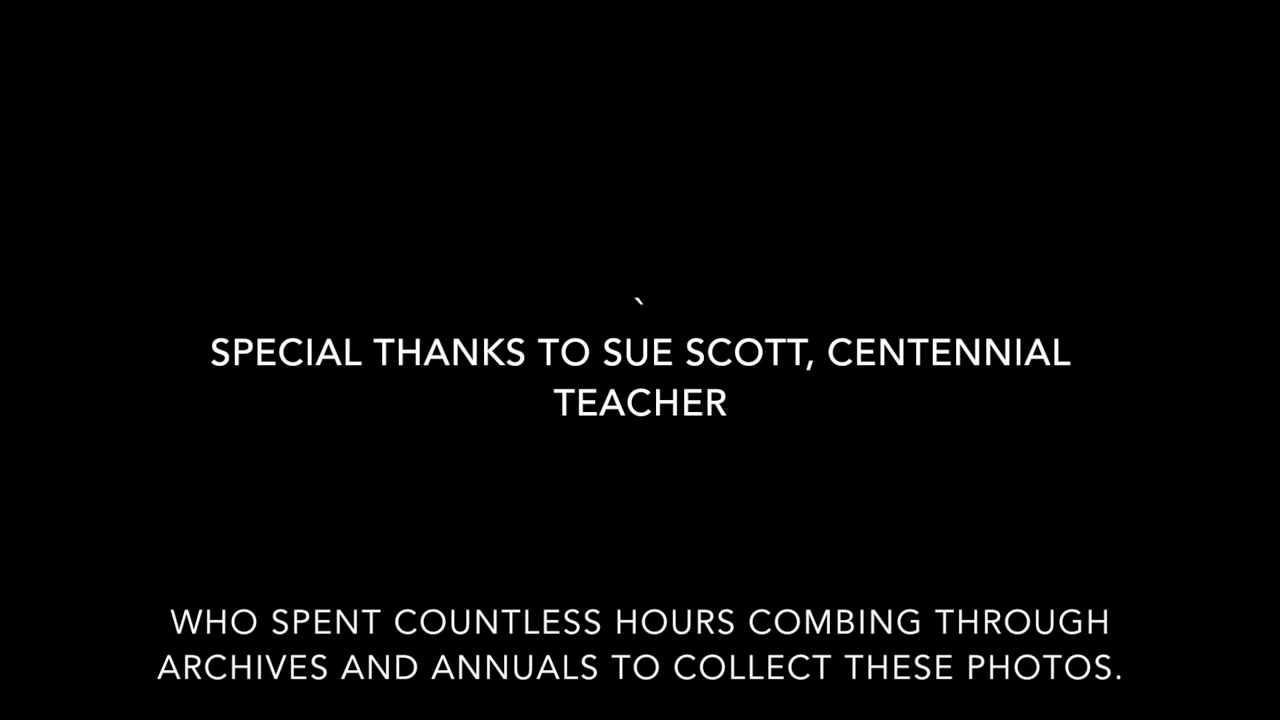 `
SPECIAL THANKS TO SUE SCOTT, CENTENNIAL
TEACHER
WHO SPENT COUNTLESS HOURS COMBING THROUGH
ARCHIVES AND ANNUALS TO COLLECT THESE PHOTOS.